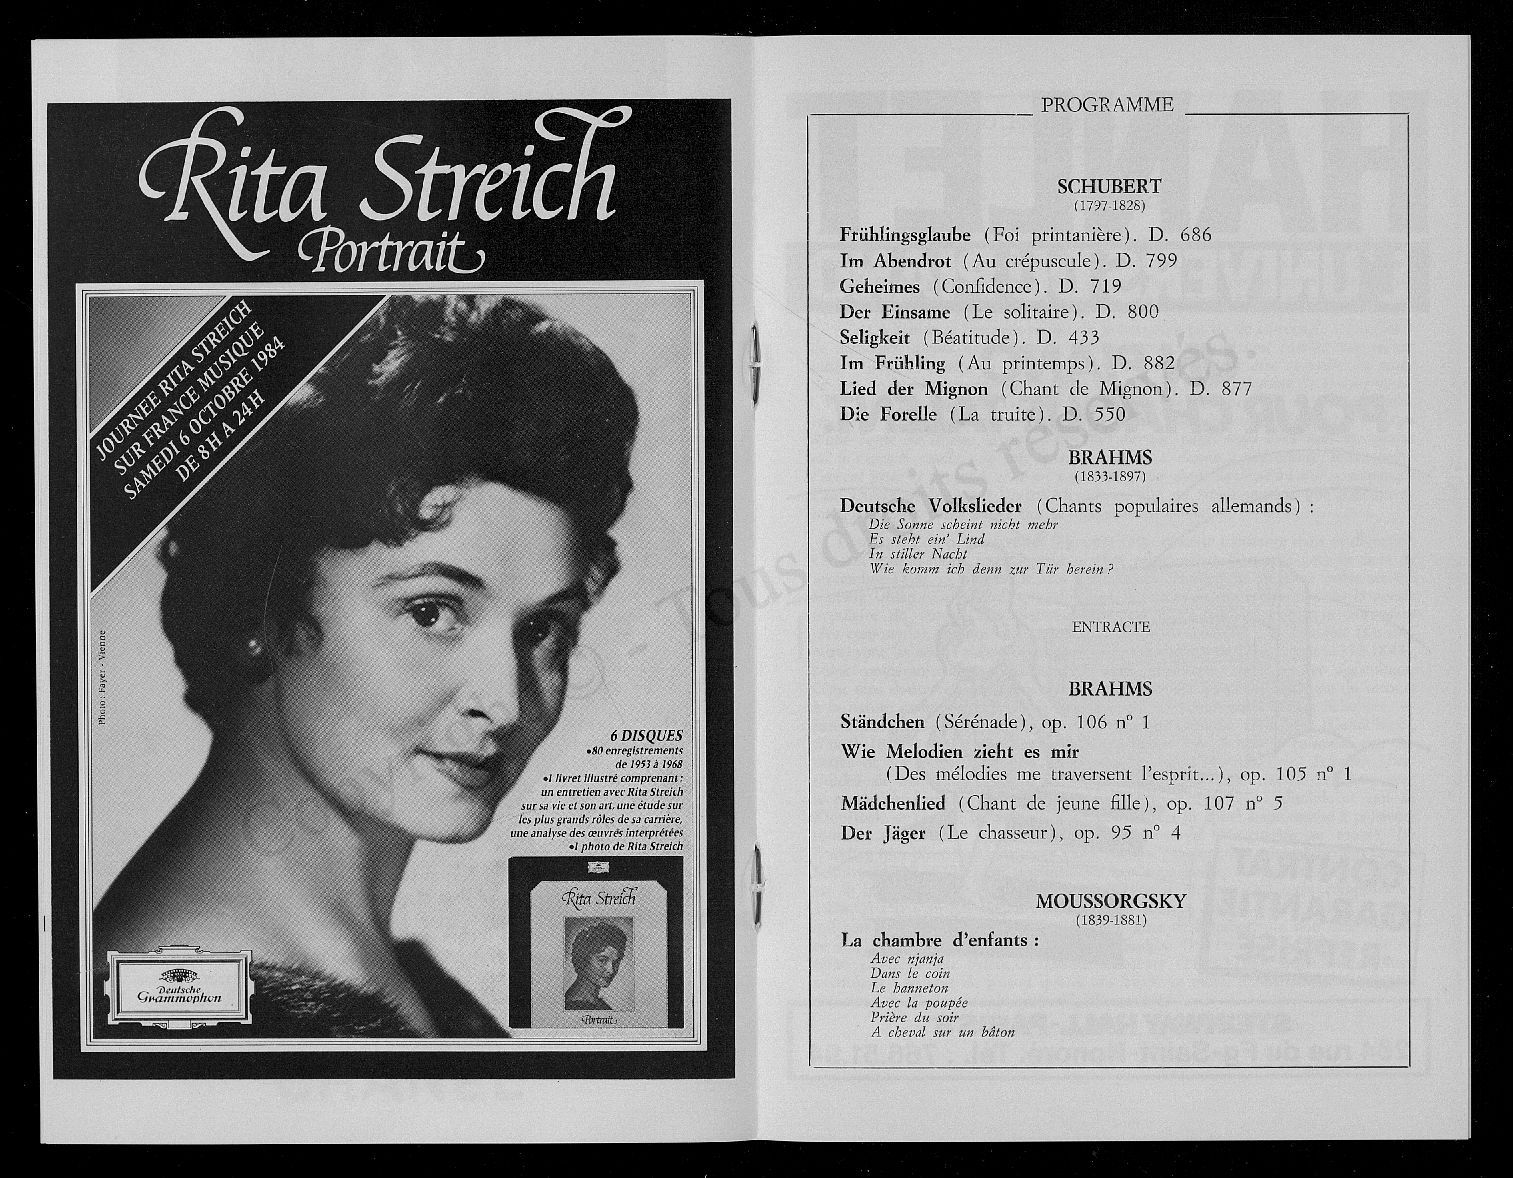 Rita Streich
Portrait
JOURNEE RITA STREICH
SUR FRANCE MUSIQUE
SAMEDI 6 OCTOBRE 1984
DE 8 H A 24 H
Photo : Fayer - Vienne
6 DISQUES
•80 enregistrements
de 1953 à 1968
•1 livret illustré comprenant :
un entretien avec Rita Streich
sur sa vie et son art, une étude sur
les plus grands rôles de sa carrière,
une analyse des œuvres interprétées
•1 photo de Rita Streich
Rita Streich
Portrait
Deutsche
Grammophon
PROGRAMME
SCHUBERT
(1797-1828)
Frühlingsglaube (Foi printanière). D. 686
Im Abendrot (Au crépuscule). D. 799
Geheimes (Confidence). D. 719
Der Einsame (Le solitaire). D. 800
Seligkeit (Béatitude). D. 433
Im Frühling (Au printemps). D. 882
Lied der Mignon (Chant de Mignon). D. 877
Die Forelle (La truite). D. 550
BRAHMS
(1833-1897)
Deutsche Volkslieder (Chants populaires allemands) :
Die Sonne scheint nicht mehr
Es steht ein' Lind
In stiller Nacht
Wie komm ich denn zur Tür herein ?
ENTRACTE
BRAHMS
Ständchen (Sérénade), op. 106 n° 1
Wie Melodien zieht es mir
(Des mélodies me traversent l'esprit...), op. 105 n° 1
Mädchenlied (Chant de jeune fille), op. 107 n° 5
Der Jäger (Le chasseur), op. 95 n° 4
MOUSSORGSKY
(1839-1881)
La chambre d'enfants :
Avec njanja
Dans le coin
Le hanneton
Avec la poupée
Prière du soir
A cheval sur un bâton
© - Tous droits réservés.